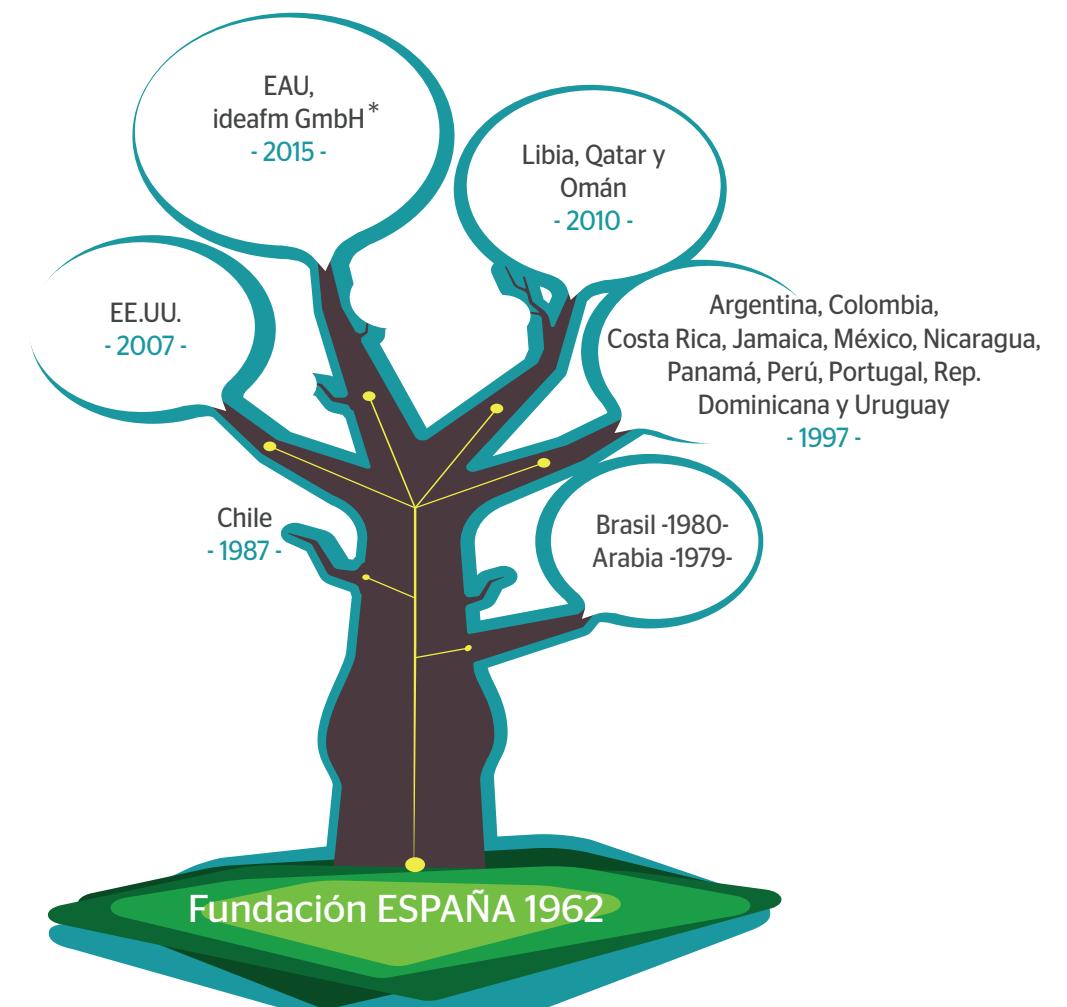 EAU,
ideafm GmbH*
- 2015 -
Libia, Qatar y
Omán
- 2010 -
EE.UU.
- 2007 -
Argentina, Colombia,
Costa Rica, Jamaica, México, Nicaragua,
Panamá, Perú, Portugal, Rep.
Dominicana y Uruguay
- 1997 -
Chile
- 1987 -
Brasil -1980-
Arabia -1979-
Fundación ESPAÑA 1962